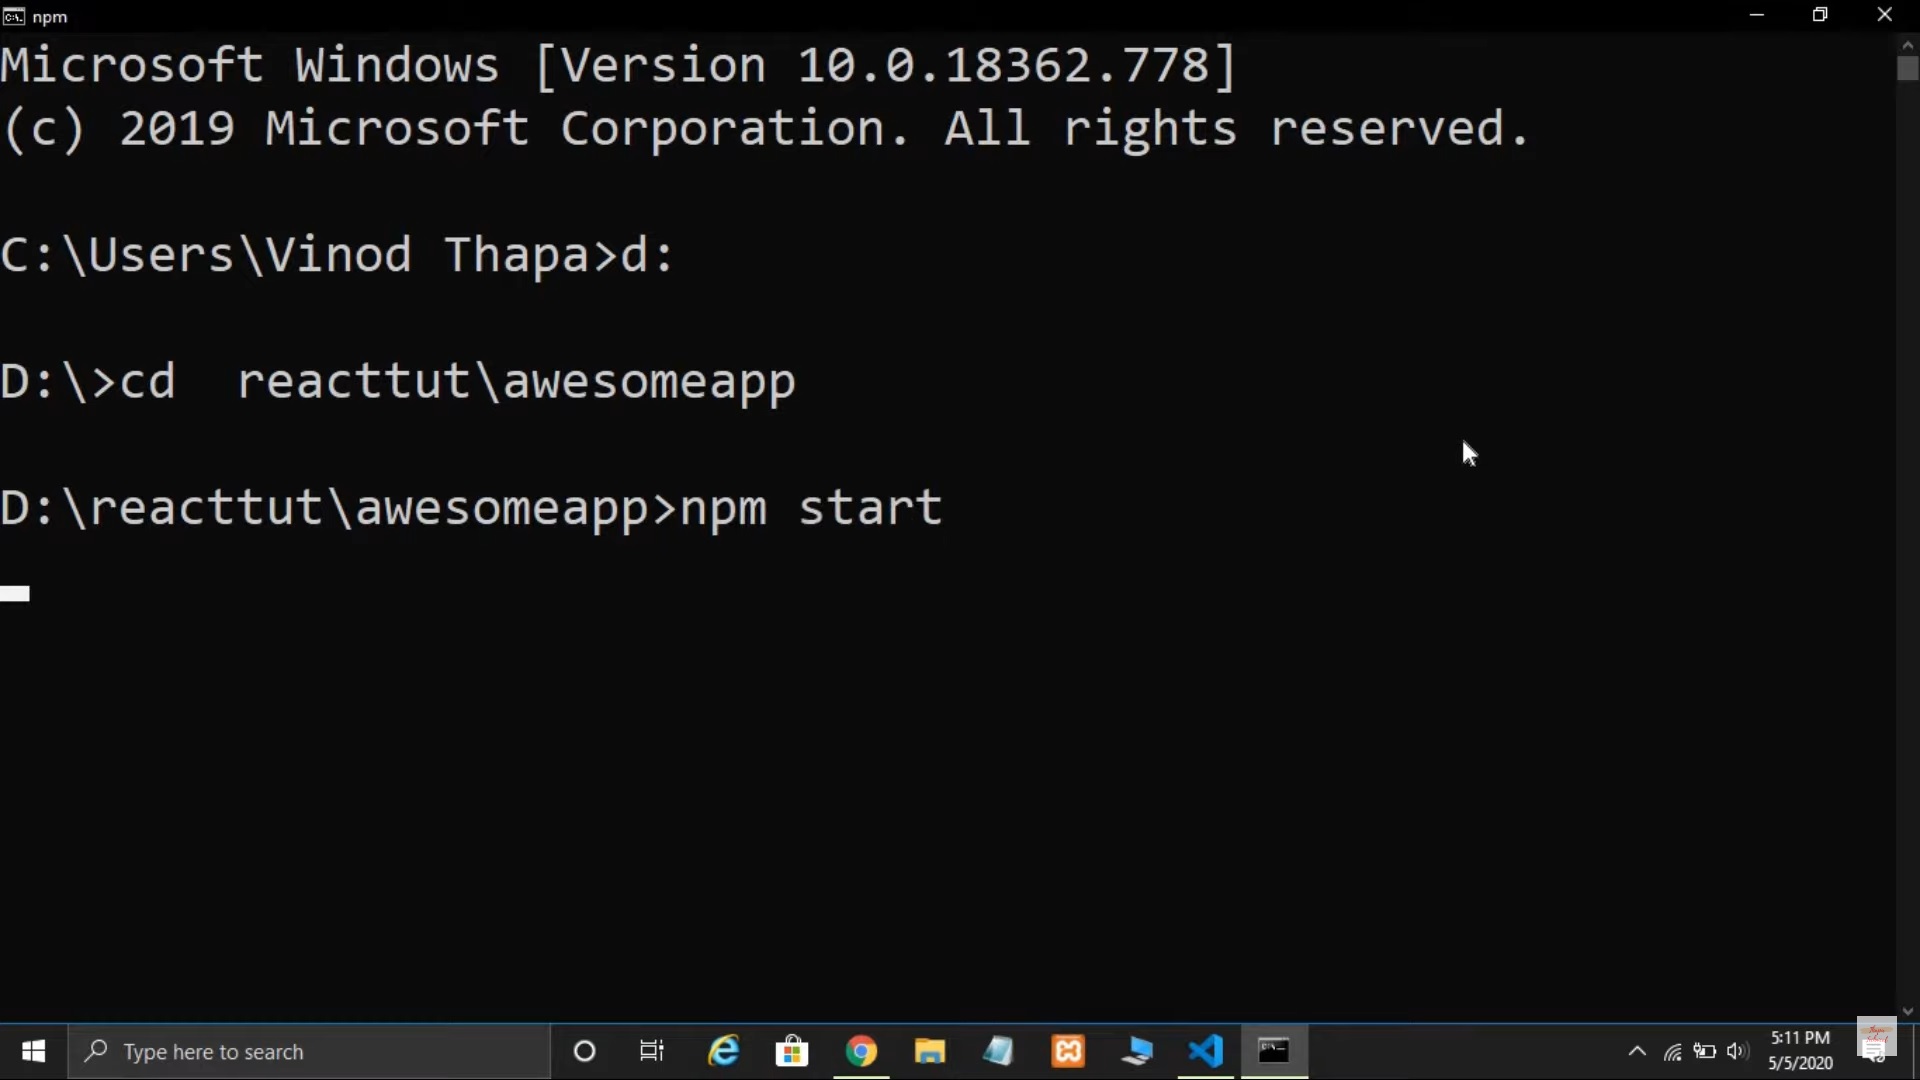 npm
Microsoft Windows [Version 10.0.18362.778]
(c) 2019 Microsoft Corporation. All rights reserved.
C:\Users\Vinod Thapa>d:
D:\>cd  reacttut\awesomeapp
D:\reacttut\awesomeapp>npm start
Type here to search
5:11 PM
5/5/2020